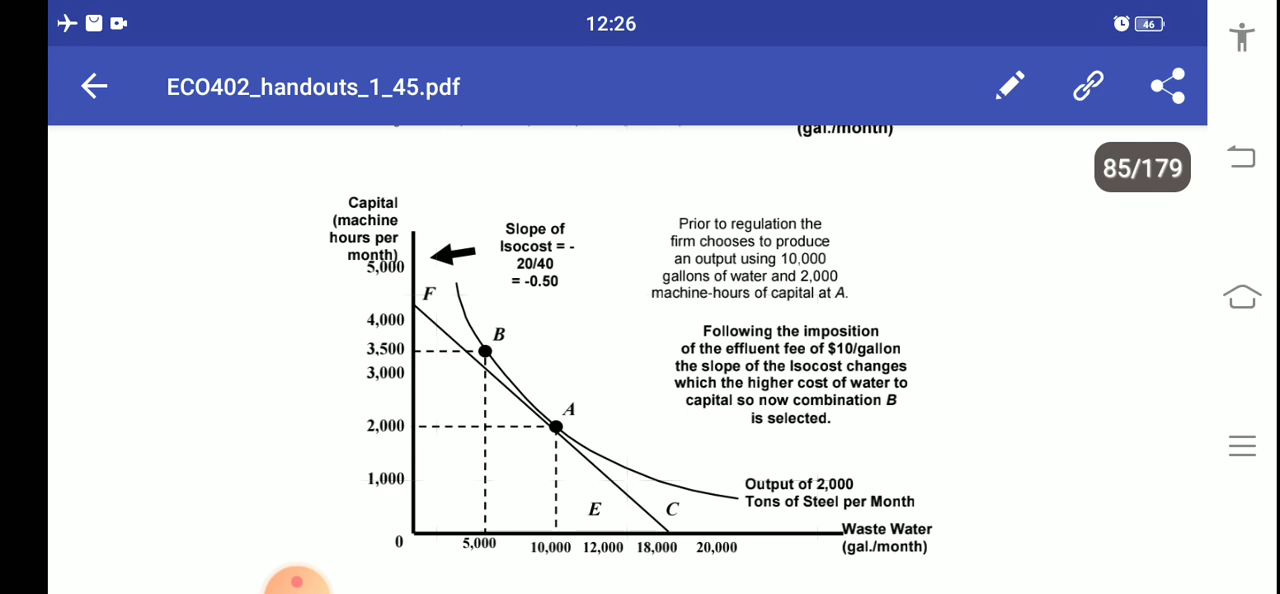 12:26
46
ECO402_handouts_1_45.pdf
(gal./month)
85/179
Capital
(machine
hours per
month)
5,000
4,000
3,500
3,000
2,000
1,000
0
Slope of
Isocost = -
20/40
= -0.50
F
B
A
E
C
Prior to regulation the
firm chooses to produce
an output using 10,000
gallons of water and 2,000
machine-hours of capital at A.
Following the imposition
of the effluent fee of $10/gallon
the slope of the Isocost changes
which the higher cost of water to
capital so now combination B
is selected.
Output of 2,000
Tons of Steel per Month
Waste Water
(gal./month)
5,000
10,000
12,000
18,000
20,000